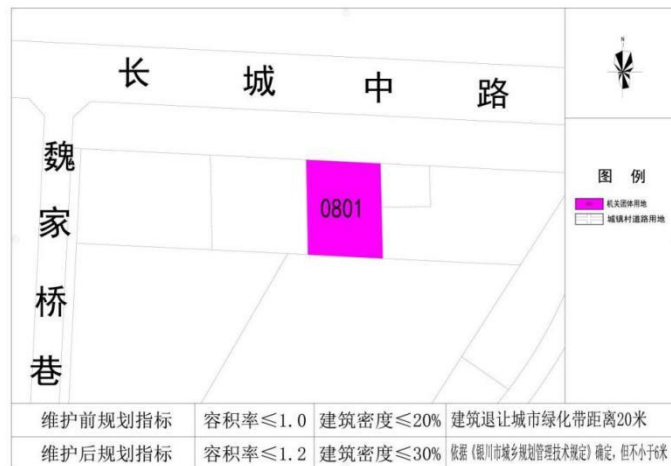 长城中路
魏家桥巷
0801
N
图 例
机关团体用地
城镇村道路用地
维护前规划指标 容积率≤1.0 建筑密度≤20% 建筑退让城市绿化带距离20米
维护后规划指标 容积率≤1.2 建筑密度≤30% 依据《银川市城乡规划管理技术规定》确定，但不小于6米